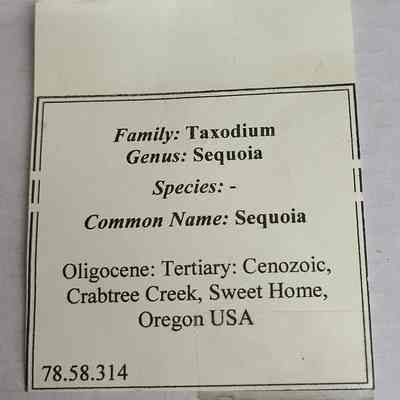 Family: Taxodium
Genus: Sequoia
Species: -
Common Name: Sequoia
Oligocene: Tertiary: Cenozoic,
Crabtree Creek, Sweet Home,
Oregon USA
78.58.314